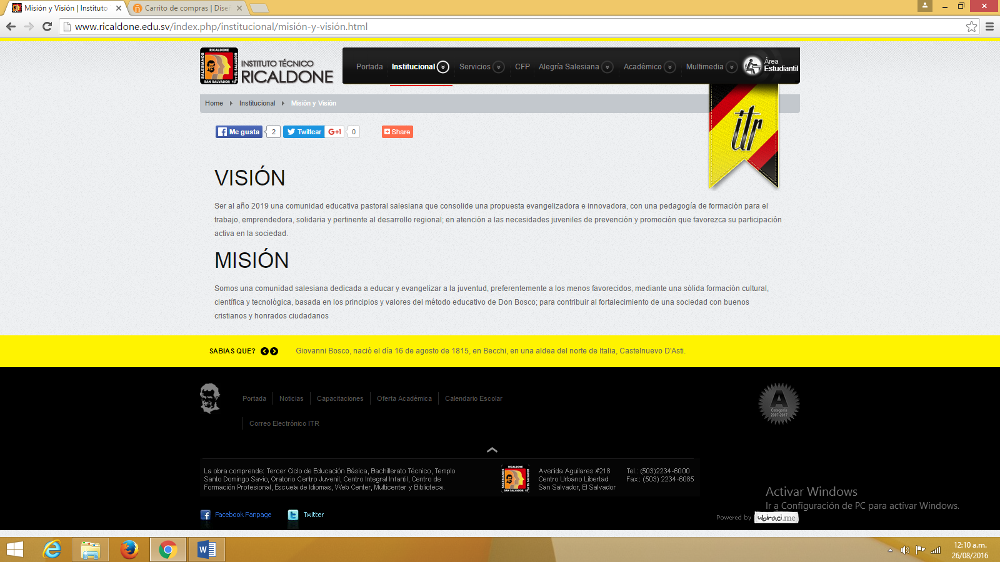 Misión y Visión | Instituto
Carrito de compras | Dise
www.ricaldone.edu.sv/index.php/institucional/misión-y-visión.html
RICALDONE
SALESIANOS
EL SALVADOR
SAN SALVADOR 19
INSTITUTO TÉCNICO
RICALDONE
Portada Institucional Servicios CFP Alegría Salesiana Académico Multimedia Área Estudiantil
Home Institucional Misión y Visión
itr
Me gusta 2 Twittear G+1 0 Share
VISIÓN
Ser al año 2019 una comunidad educativa pastoral salesiana que consolide una propuesta evangelizadora e innovadora, con una pedagogía de formación para el
trabajo, emprendedora, solidaria y pertinente al desarrollo regional; en atención a las necesidades juveniles de prevención y promoción que favorezca su participación
activa en la sociedad.
MISIÓN
Somos una comunidad salesiana dedicada a educar y evangelizar a la juventud, preferentemente a los menos favorecidos, mediante una sólida formación cultural,
científica y tecnológica, basada en los principios y valores del método educativo de Don Bosco; para contribuir al fortalecimiento de una sociedad con buenos
cristianos y honrados ciudadanos
SABIAS QUE? Giovanni Bosco, nació el día 16 de agosto de 1815, en Becchi, en una aldea del norte de Italia, Castelnuevo D'Asti.
Portada Noticias Capacitaciones Oferta Académica Calendario Escolar
Correo Electrónico ITR
A
Categoria
2007-2017
La obra comprende: Tercer Ciclo de Educación Básica, Bachillerato Técnico, Templo
Santo Domingo Savio, Oratorio Centro Juvenil, Centro Integral Infantil, Centro de
Formación Profesional, Escuela de Idiomas, Web Center, Multicenter y Biblioteca.
RICALDONE
Avenida Aguilares #218
Centro Urbano Libertad
San Salvador, El Salvador
Tel.: (503)2234-6000
Fax.: (503) 2234-6085
Activar Windows
Ir a Configuración de PC para activar Windows.
Facebook Fanpage Twitter
Powered by ubiraci.me
12:10 a.m.
26/08/2016